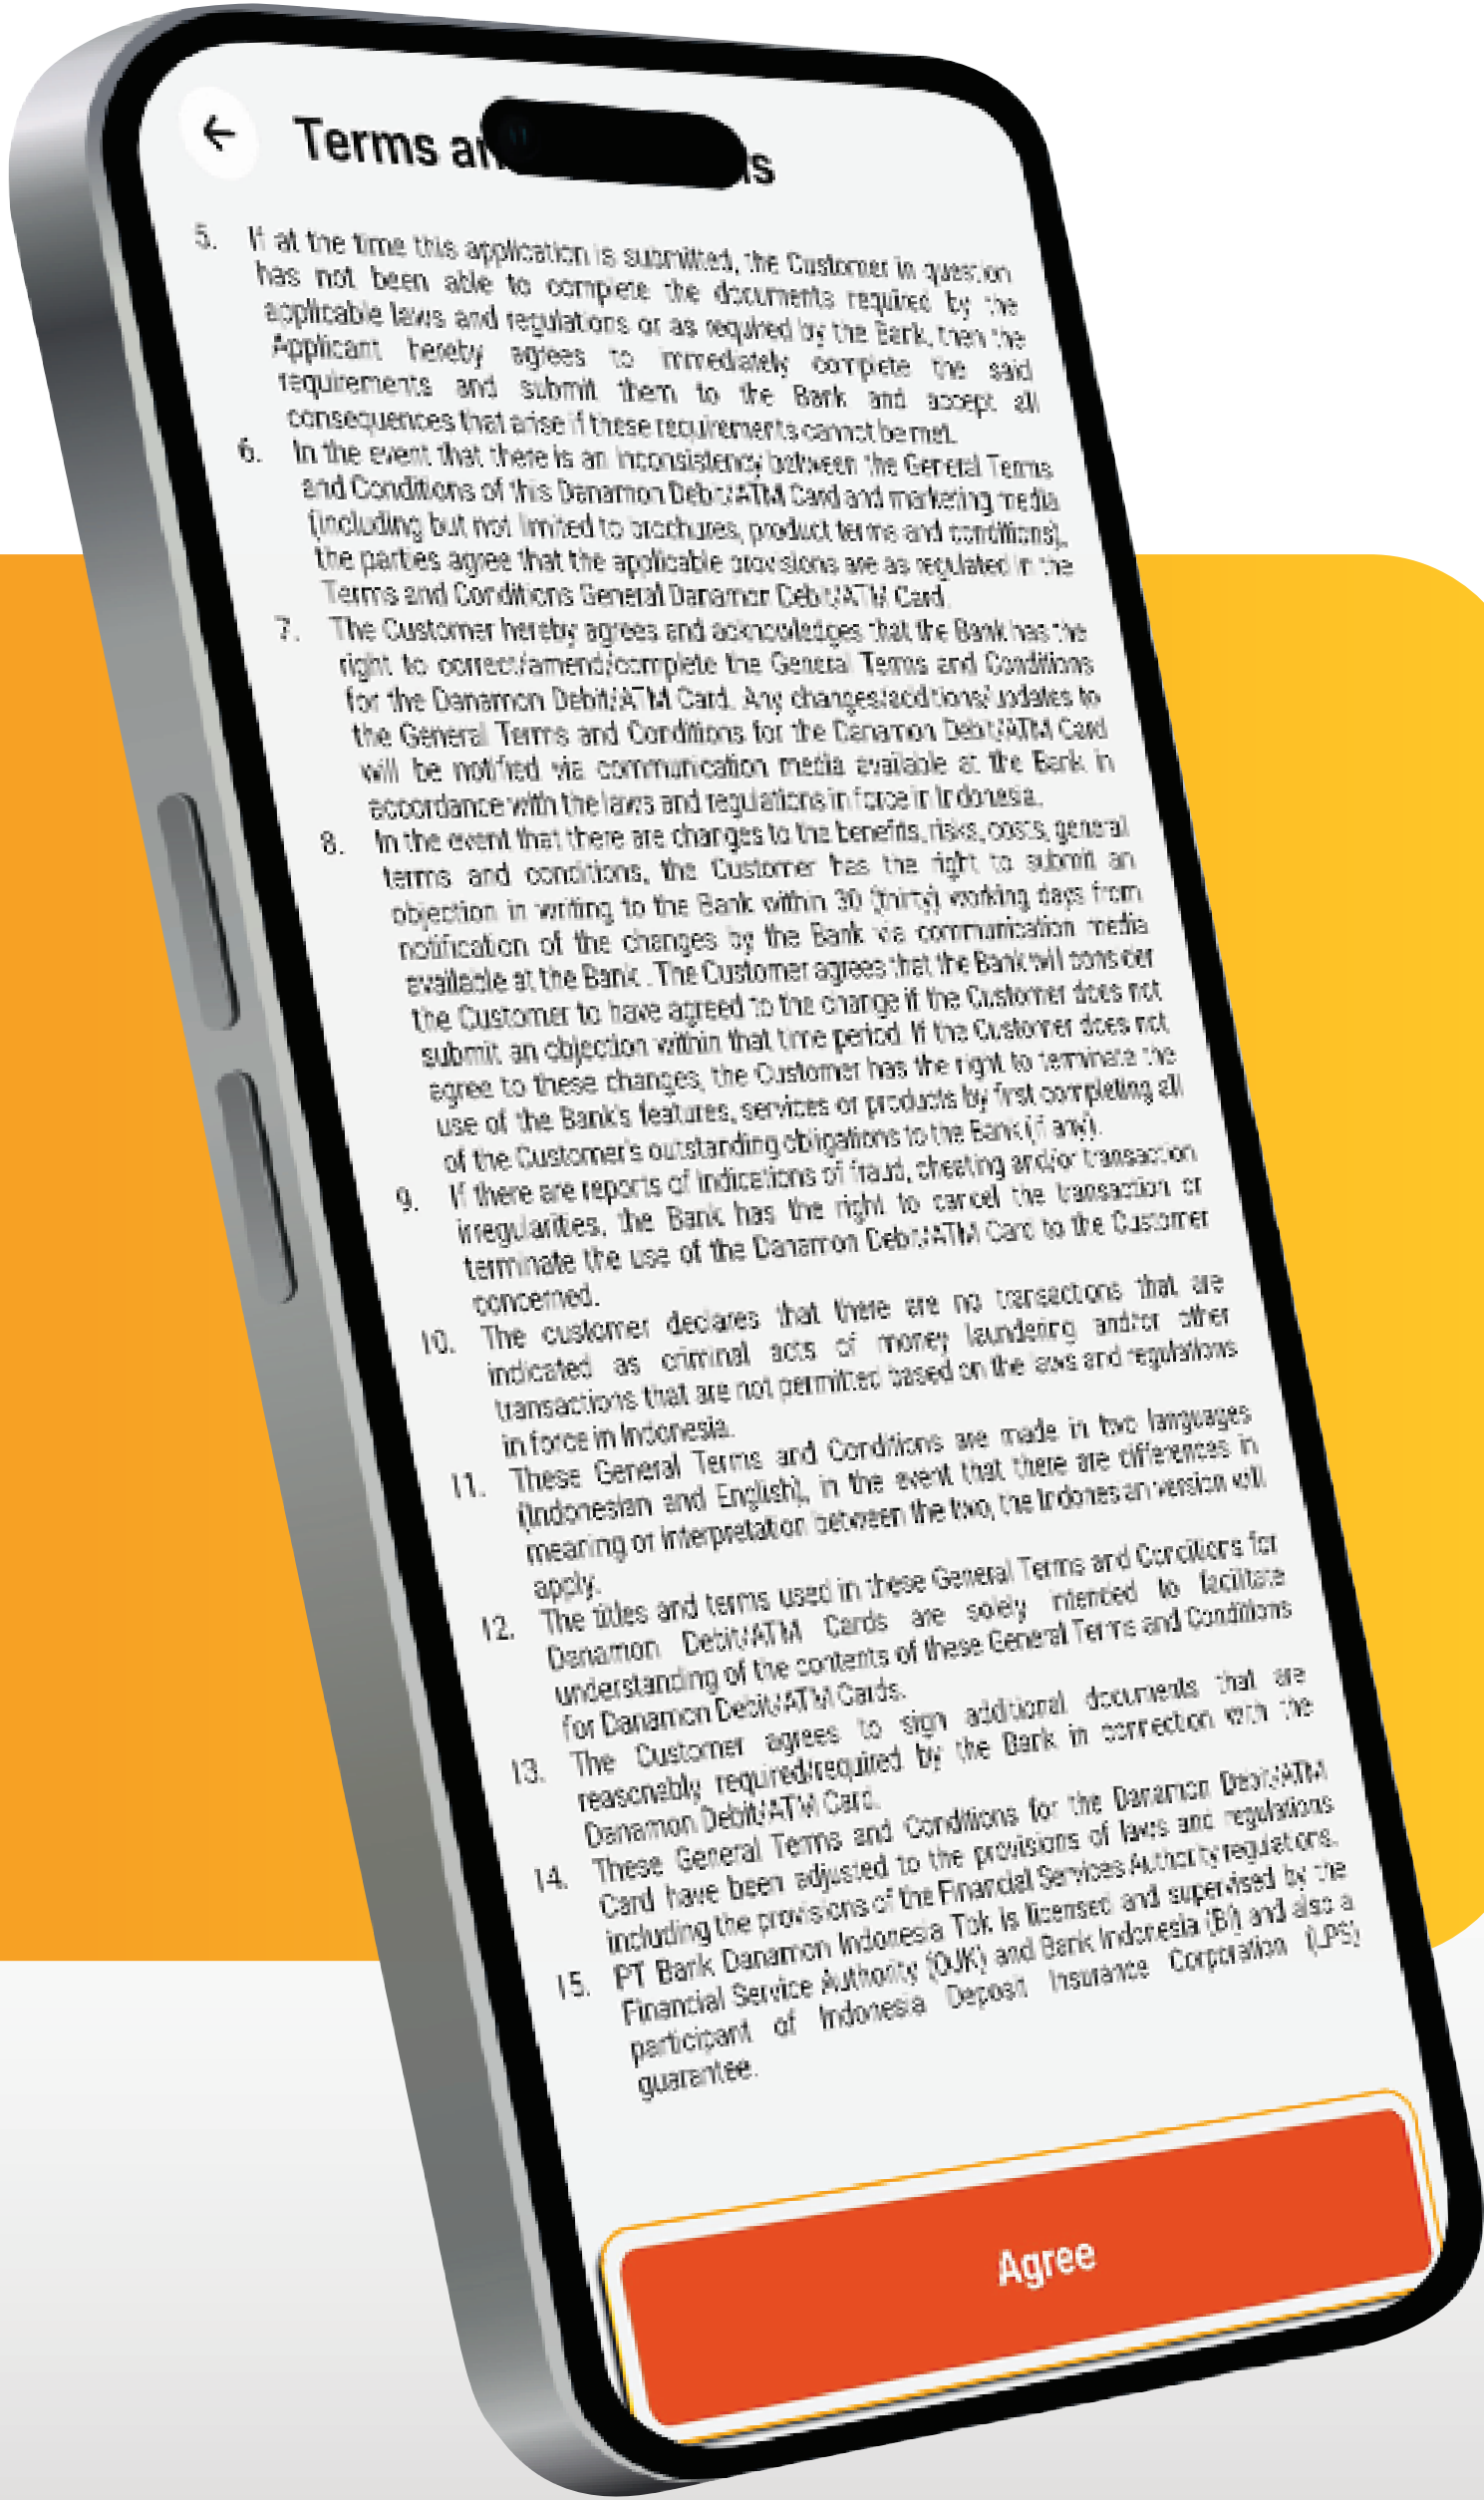 Terms an s
5. If at the time this application is submitted, the Customer in question
has not been able to complete the documents required by the
applicable laws and regulations or as required by the Bank, then the
Applicant hereby agrees to immediately complete the said
requirements and submit them to the Bank and accept all
consequences that arise if these requirements cannot be met.
6. In the event that there is an inconsistency between the General Terms
and Conditions of this Danamon Debit/ATM Card and marketing media
(including but not limited to brochures, product terms and conditions),
the parties agree that the applicable provisions are as regulated in the
Terms and Conditions General Danamon Debit/ATM Card.
7. The Customer hereby agrees and acknowledges that the Bank has the
right to correct/amend/complete the General Terms and Conditions
for the Danamon Debit/ATM Card. Any changes/additions/updates to
the General Terms and Conditions for the Danamon Debit/ATM Card
will be notified via communication media available at the Bank in
accordance with the laws and regulations in force in Indonesia.
8. In the event that there are changes to the benefits, risks, costs, general
terms and conditions, the Customer has the right to submit an
objection in writing to the Bank within 30 (thirty) working days from
notification of the changes by the Bank via communication media
available at the Bank . The Customer agrees that the Bank will consider
the Customer to have agreed to the change if the Customer does not
submit an objection within that time period. If the Customer does not
agree to these changes, the Customer has the right to terminate the
use of the Bank's features, services or products by first completing all
of the Customer's outstanding obligations to the Bank (if any).
9. If there are reports of indications of fraud, cheating and/or transaction
irregularities, the Bank has the right to cancel the transaction or
terminate the use of the Danamon Debit/ATM Card to the Customer
concerned.
10. The customer declares that there are no transactions that are
indicated as criminal acts of money laundering and/or other
transactions that are not permitted based on the laws and regulations
in force in Indonesia.
11. These General Terms and Conditions are made in two languages
(Indonesian and English), in the event that there are differences in
meaning or interpretation between the two, the Indonesian version will
apply.
12. The titles and terms used in these General Terms and Conditions for
Danamon Debit/ATM Cards are solely intended to facilitate
understanding of the contents of these General Terms and Conditions
for Danamon Debit/ATM Cards.
13. The Customer agrees to sign additional documents that are
reasonably required/required by the Bank in connection with the
Danamon Debit/ATM Card.
14. These General Terms and Conditions for the Danamon Debit/ATM
Card have been adjusted to the provisions of laws and regulations
including the provisions of the Financial Services Authority regulations.
15. PT Bank Danamon Indonesia Tbk is licensed and supervised by the
Financial Service Authority (OJK) and Bank Indonesia (BI) and also a
participant of Indonesia Deposit Insurance Corporation (LPS)
guarantee.
Agree